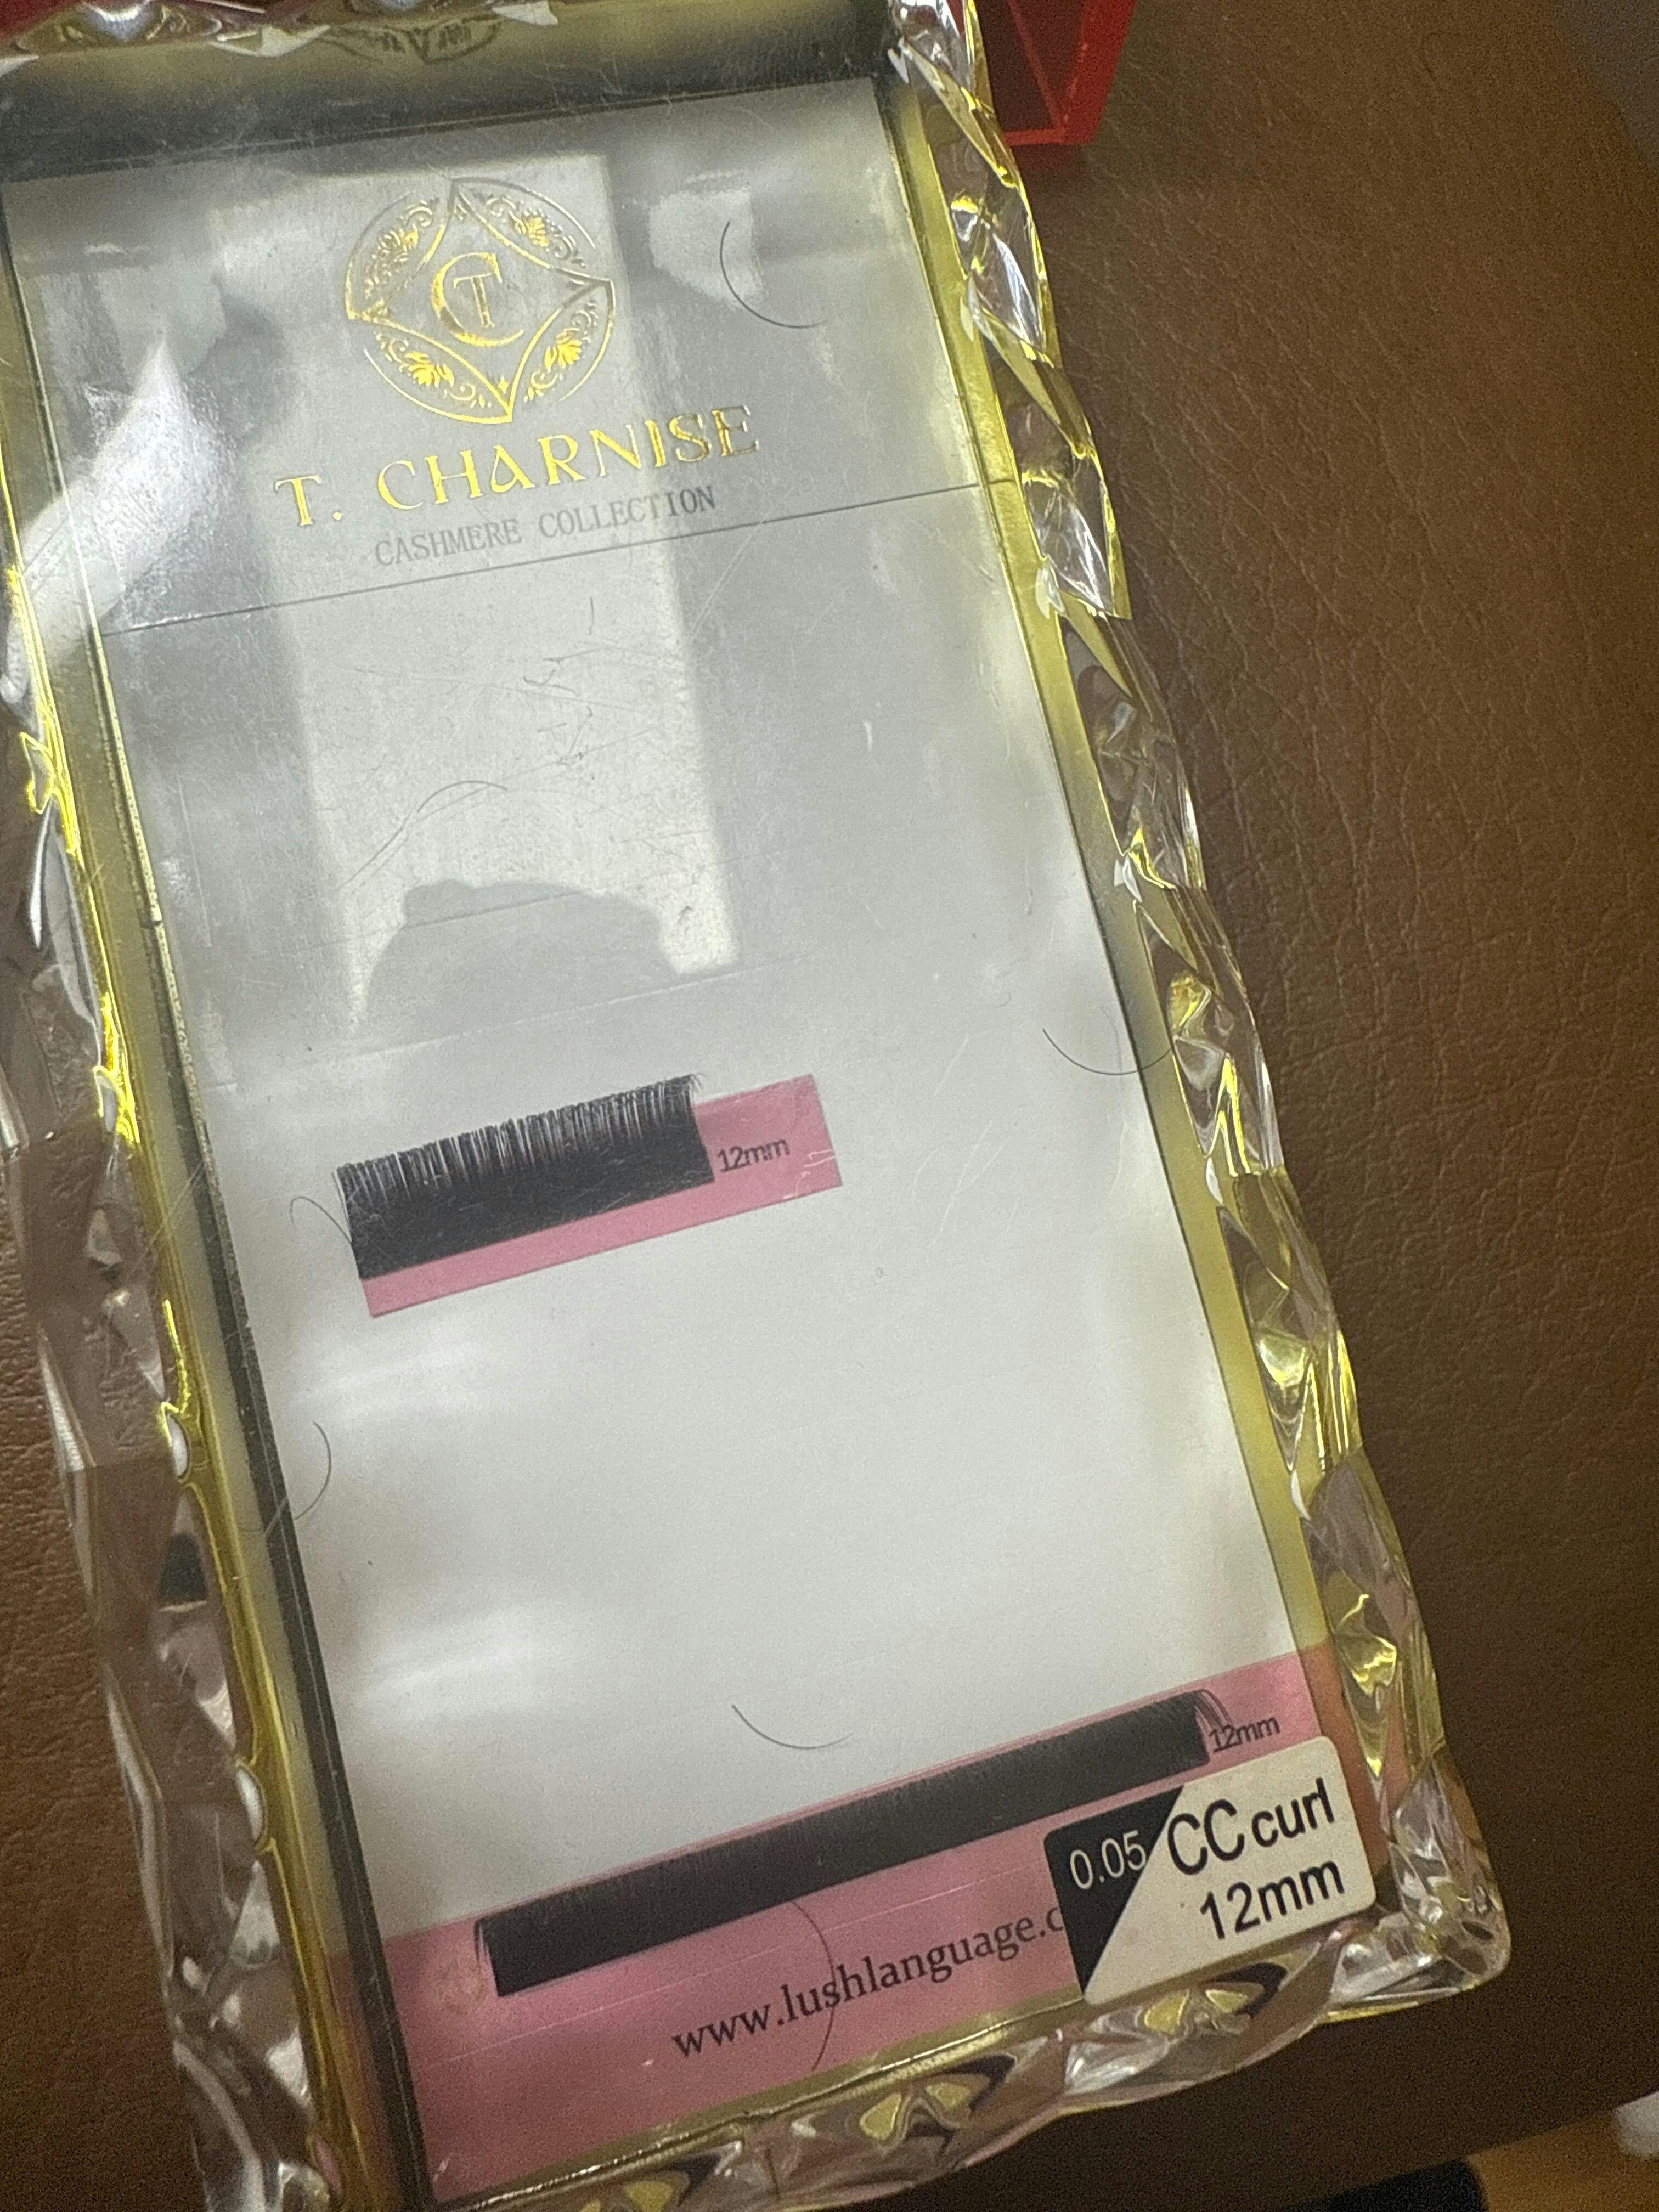 CT
T. CHARNISE
CASHMERE COLLECTION
12mm
12mm
0.05 CC curl
12mm
www.lushlanguage.c